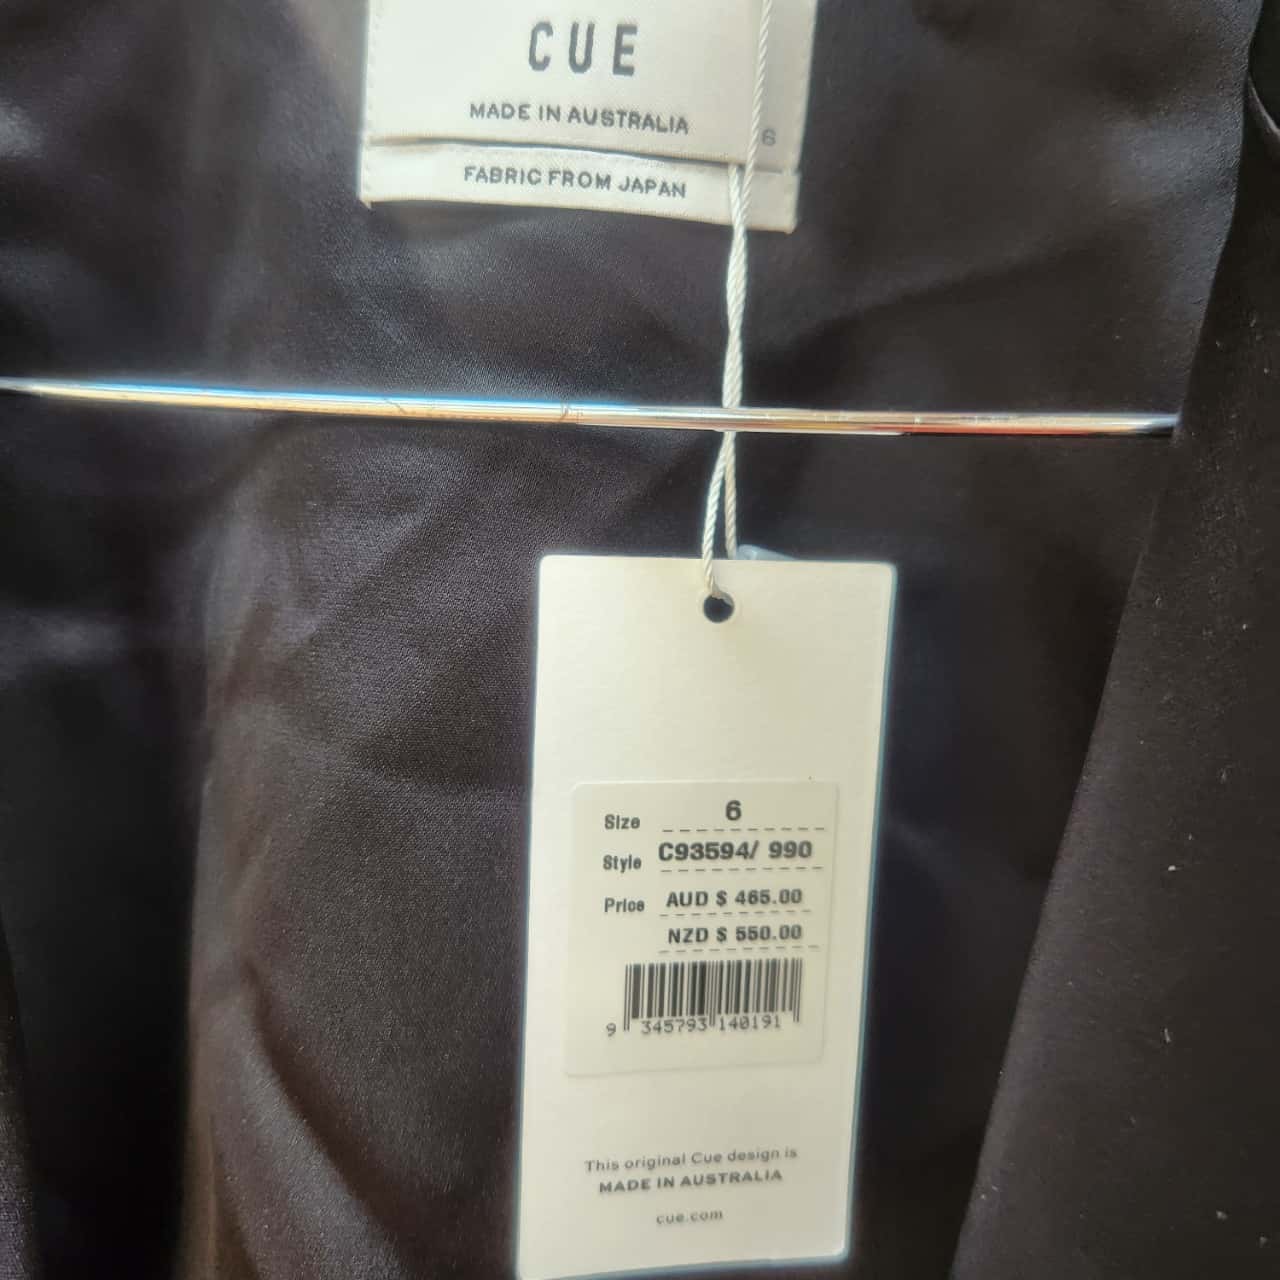 CUE
MADE IN AUSTRALIA
6
FABRIC FROM JAPAN
Size 6
Style C93594/ 990
Price AUD $ 465.00
NZD $ 550.00
9 345793 140191
This original Cue design is
MADE IN AUSTRALIA
cue.com